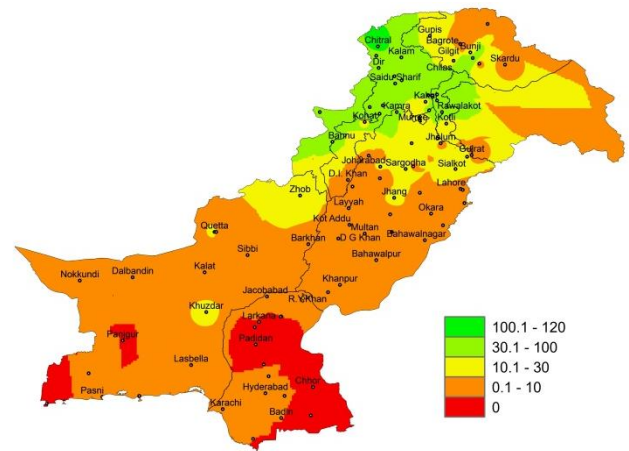 Gupis
Chitral
Bagrote
Kalam
Gilgit
Bunji
Dir
Chilas
Skardu
Saidu Sharif
Kamra
Rawalakot
Kohat
Kotli
Bannu
Jhelum
Joharabad
Gujrat
D.I. Khan
Sargodha
Sialkot
Zhob
Jhang
Lahore
Layyah
Okara
Kot Addu
Quetta
Multan
D G Khan
Bahawalnagar
Barkhan
Sibbi
Bahawalpur
Nokkundi
Dalbandin
Kalat
Khanpur
Jacobabad
R.Y.Khan
Khuzdar
Larkana
Panjgur
Padidan
Lasbella
Pasni
Chhor
Hyderabad
Karachi
Badin
100.1 - 120
30.1 - 100
10.1 - 30
0.1 - 10
0